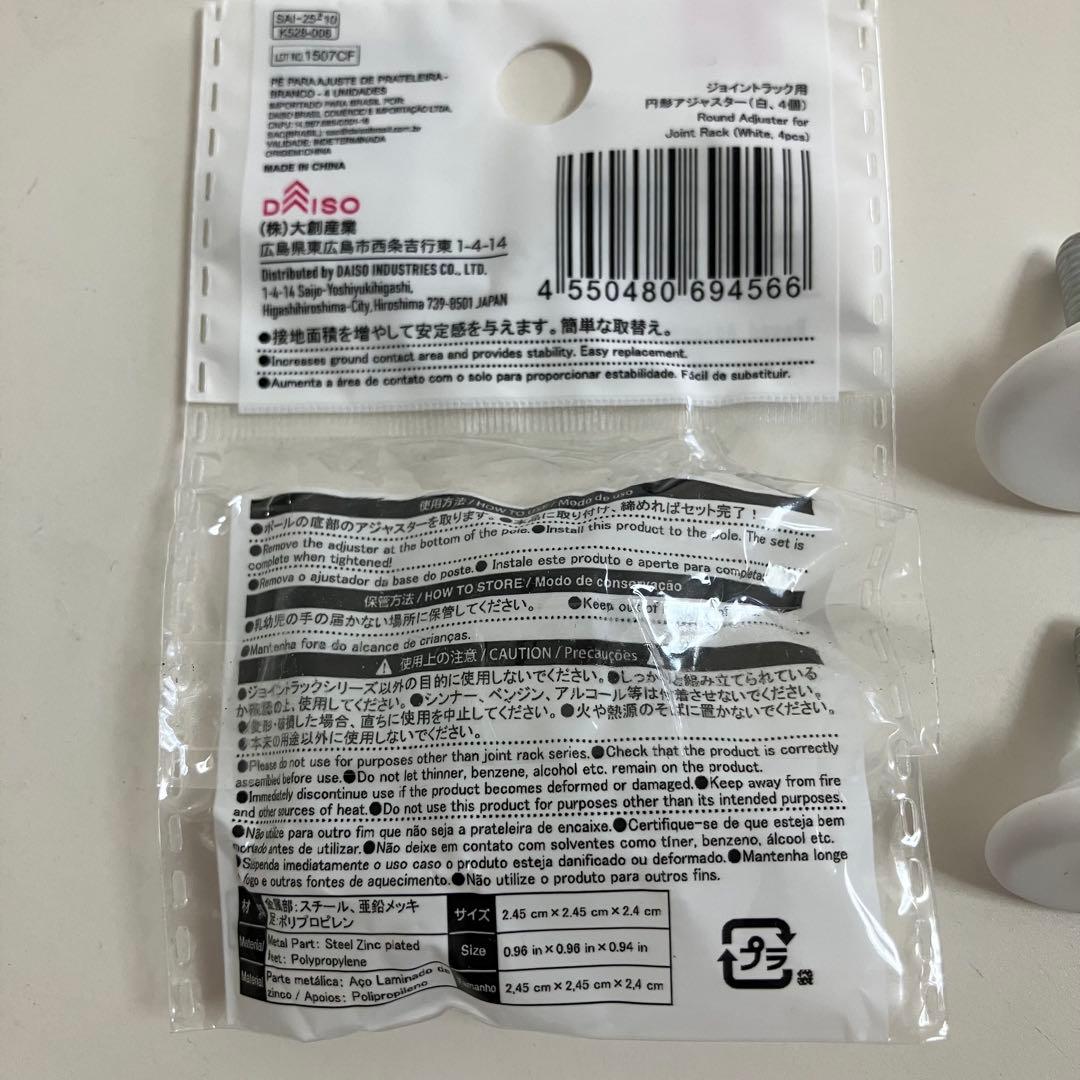 SAI-25 10
K528-006
LOT NO. 1507CF
PÉ PARA AJUSTE DE PRATELEIRA -
BRANCO - 4 UNIDADES
IMPORTADO PARA BRASIL POR:
DAISO BRASIL COMÉRCIO E IMPORTAÇÃO LTDA.
VALIDADE: INDETERMINADA
ORIGEM: CHINA
MADE IN CHINA
DAISO
(株)大創産業
広島県東広島市西条吉行東 1-4-14
Distributed by DAISO INDUSTRIES CO., LTD.
1-4-14 Saijo-Yoshiyukihigashi,
Higashihiroshima-City, Hiroshima 739-8501 JAPAN
ジョイントラック用
円形アジャスター(白、4個)
Round Adjuster for
Joint Rack (White, 4pcs)
4 550480 694566
●接地面積を増やして安定感を与えます。簡単な取替え。
●Increases ground contact area and provides stability. Easy replacement.
●Aumenta a área de contato com o solo para proporcionar estabilidade. Fácil de substituir.
使用方法 / HOW TO USE / Modo de uso
●ポールの底部のアジャスターを取ります。●本品に取り付け、締めればセット完了!
●Remove the adjuster at the bottom of the pole.●Install this product to the pole. The set is
complete when tightened!
●Remova o ajustador da base do poste.● Instale este produto e aperte para completa
保管方法 / HOW TO STORE / Modo de conservação
●乳幼児の手の届かない場所に保管してください。 ●Keep out of
●Mantenha fora do alcance de crianças.
使用上の注意 / CAUTION / Precauções
●ジョイントラックシリーズ以外の目的に使用しないでください。●しっかりと組み立てられている
か確認の上、使用してください。●シンナー、ベンジン、アルコール等は付着させないでください。
●変形・破損した場合、直ちに使用を中止してください。●火や熱源のそばに置かないでください。
●本来の用途以外に使用しないでください。
●Please do not use for purposes other than joint rack series.●Check that the product is correctly
assembled before use.●Do not let thinner, benzene, alcohol etc. remain on the product.
●Immediately discontinue use if the product becomes deformed or damaged.●Keep away from fire
and other sources of heat.●Do not use this product for purposes other than its intended purposes.
●Não utilize para outro fim que não seja a prateleira de encaixe.●Certifique-se de que esteja bem
montado antes de utilizar.●Não deixe em contato com solventes como tíner, benzeno, álcool etc.
●Suspenda imediatamente o uso caso o produto esteja danificado ou deformado.●Mantenha longe
fogo e outras fontes de aquecimento.●Não utilize o produto para outros fins.
材 金属部:スチール、亜鉛メッキ
足:ポリプロピレン
サイズ 2.45 cm × 2.45 cm × 2.4 cm
Material Metal Part: Steel Zinc plated
Feet: Polypropylene
Size 0.96 in × 0.96 in × 0.94 in
Material Parte metálica: Aço Laminado de
zinco / Apoios: Polipropileno
Tamanho 2,45 cm × 2,45 cm × 2,4 cm
プラ
袋